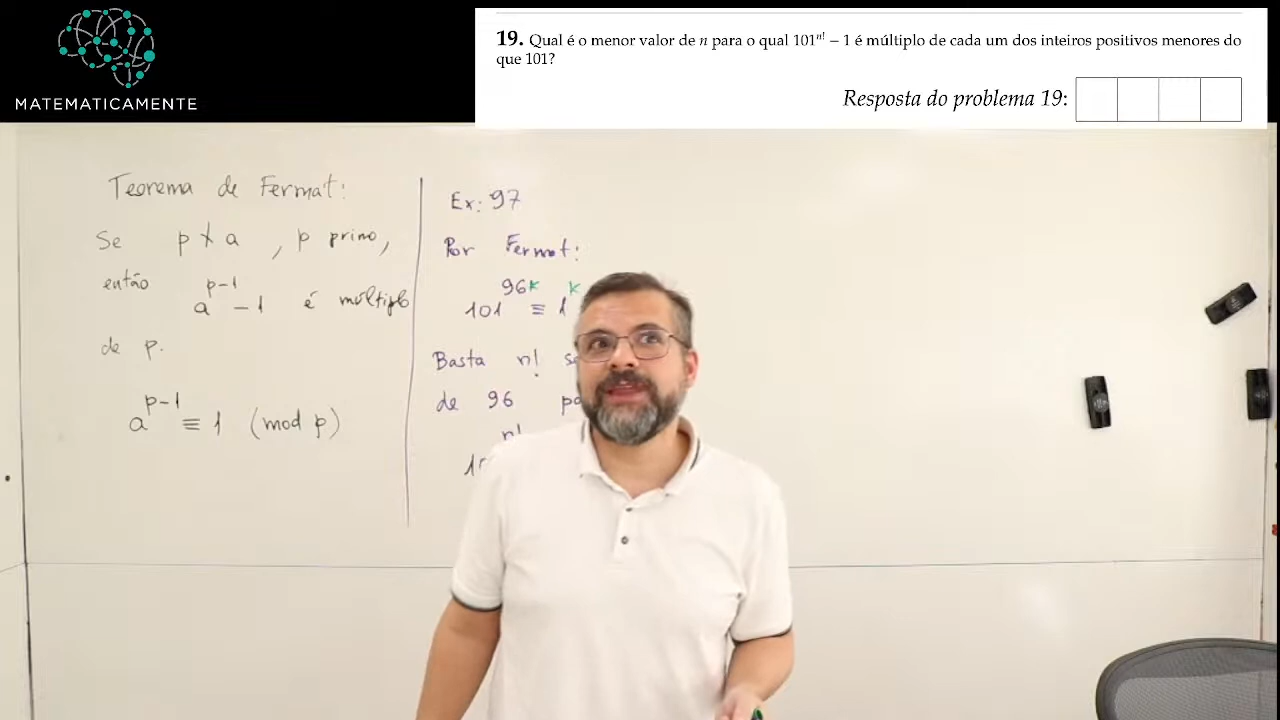 MATEMATICAMENTE
19. Qual é o menor valor de n para o qual 101^{n!} − 1 é múltiplo de cada um dos inteiros positivos menores do
que 101?
Resposta do problema 19:
Teorema de Fermat:
Se p ∤ a , p primo,
então a^{p-1} - 1 é múltiplo
de p.
a^{p-1} ≡ 1 (mod p)
Ex: 97
Por Fermat:
101^{96k} ≡ 1^k
Basta n!
de 96
n!